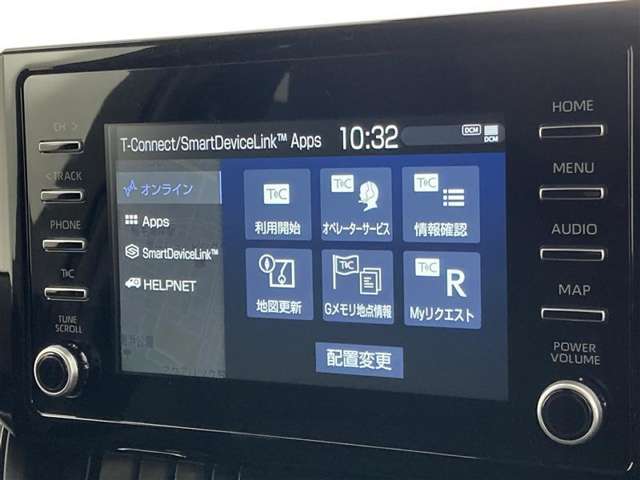 CH >
< TRACK
PHONE
T&C
TUNE
SCROLL
T-Connect/SmartDeviceLink™ Apps 10:32
DCM
DCM
オンライン
Apps
SmartDeviceLink™
HELPNET
利用開始
オペレーターサービス
情報確認
地図更新
Gメモリ地点情報
Myリクエスト
配置変更
HOME
MENU
AUDIO
MAP
POWER
VOLUME